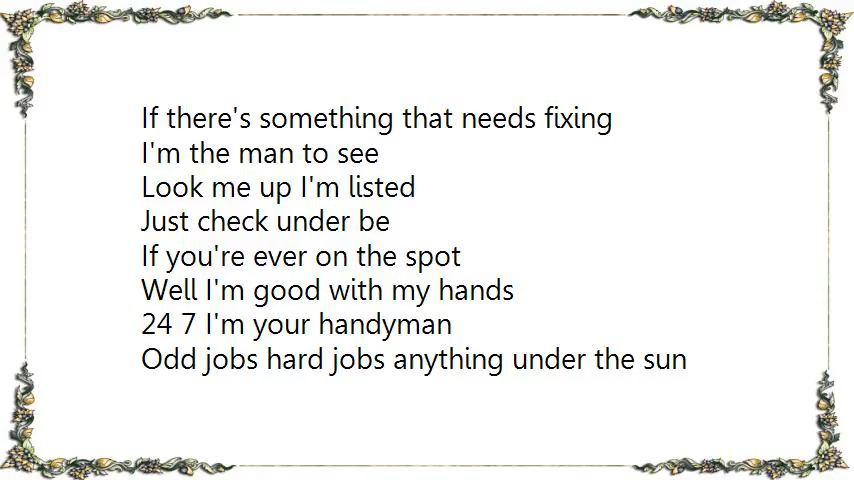 If there's something that needs fixing
I'm the man to see
Look me up I'm listed
Just check under be
If you're ever on the spot
Well I'm good with my hands
24 7 I'm your handyman
Odd jobs hard jobs anything under the sun